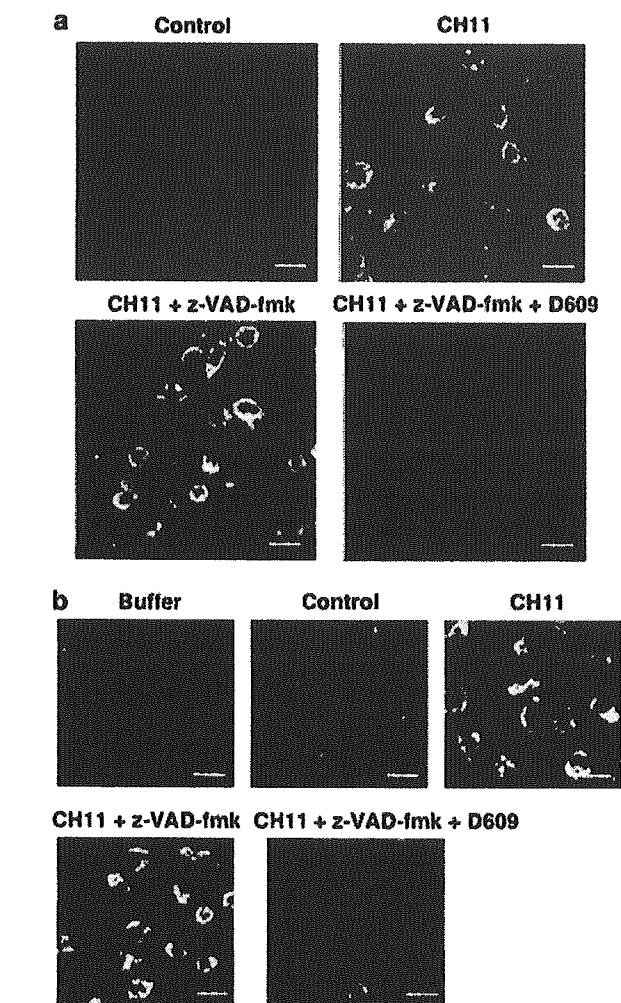 a
Control CH11
CH11 + z-VAD-fmk CH11 + z-VAD-fmk + D609
b
Buffer Control CH11
CH11 + z-VAD-fmk CH11 + z-VAD-fmk + D609